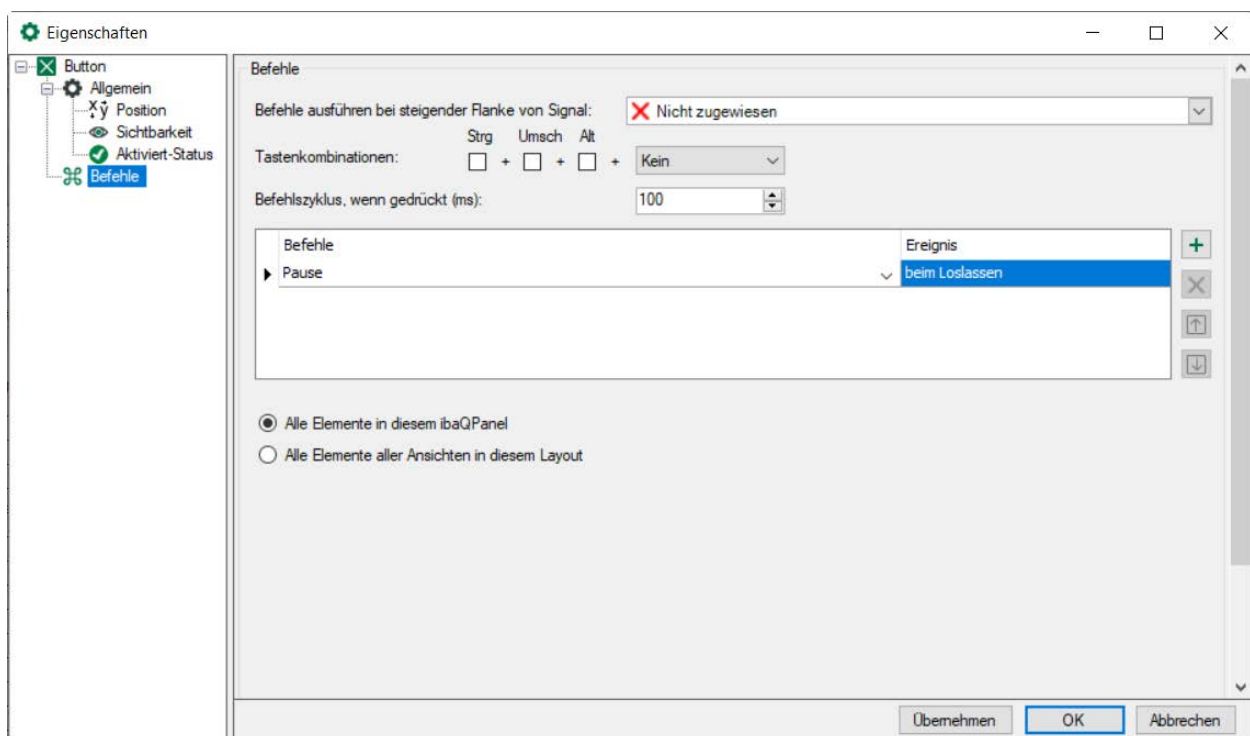 Eigenschaften
Button
Allgemein
Position
Sichtbarkeit
Aktiviert-Status
Befehle
Befehle
Befehle ausführen bei steigender Flanke von Signal:
Nicht zugewiesen
Strg Umsch Alt
Tastenkombinationen: + + + Kein
Befehlszyklus, wenn gedrückt (ms): 100
Befehle Ereignis
Pause beim Loslassen
Alle Elemente in diesem ibaQPanel
Alle Elemente aller Ansichten in diesem Layout
Übernehmen OK Abbrechen